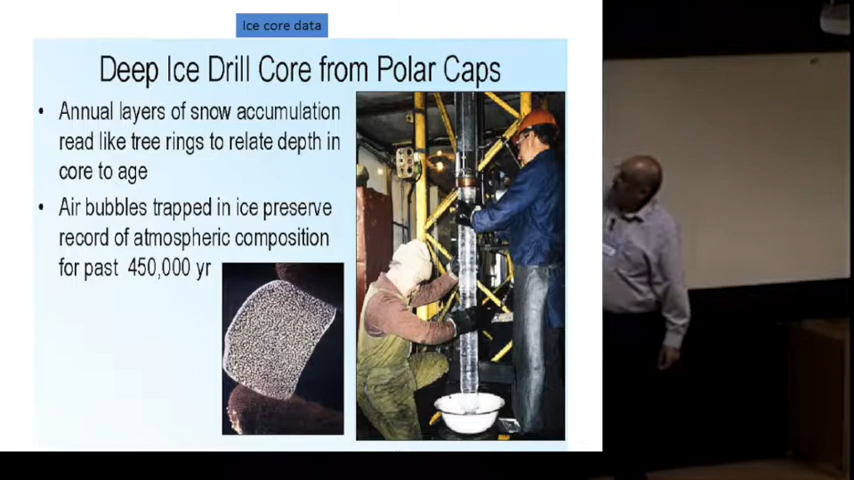 Ice core data
Deep Ice Drill Core from Polar Caps
• Annual layers of snow accumulation
read like tree rings to relate depth in
core to age
• Air bubbles trapped in ice preserve
record of atmospheric composition
for past 450,000 yr